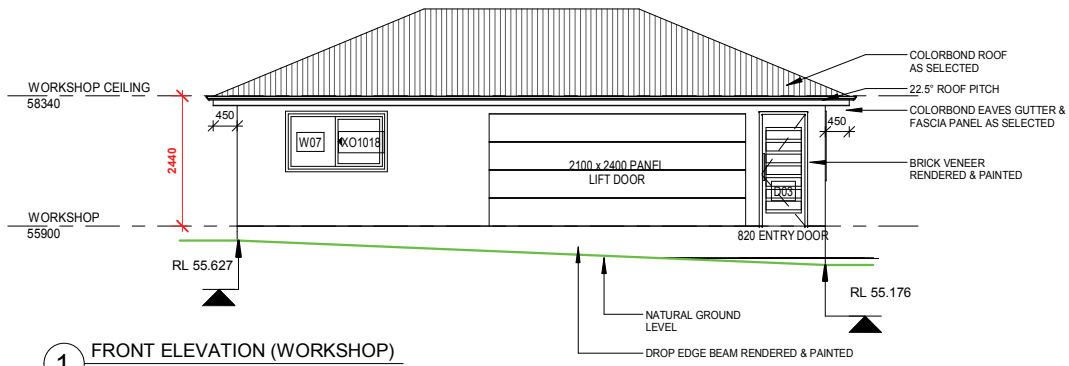 COLORBOND ROOF
AS SELECTED
WORKSHOP CEILING
58340
22.5° ROOF PITCH
COLORBOND EAVES GUTTER &
FASCIA PANEL AS SELECTED
450
450
W07
XO1018
2440
2100 x 2400 PANEL
LIFT DOOR
BRICK VENEER
RENDERED & PAINTED
D03
WORKSHOP
55900
820 ENTRY DOOR
RL 55.627
RL 55.176
NATURAL GROUND
LEVEL
1
FRONT ELEVATION (WORKSHOP)
DROP EDGE BEAM RENDERED & PAINTED